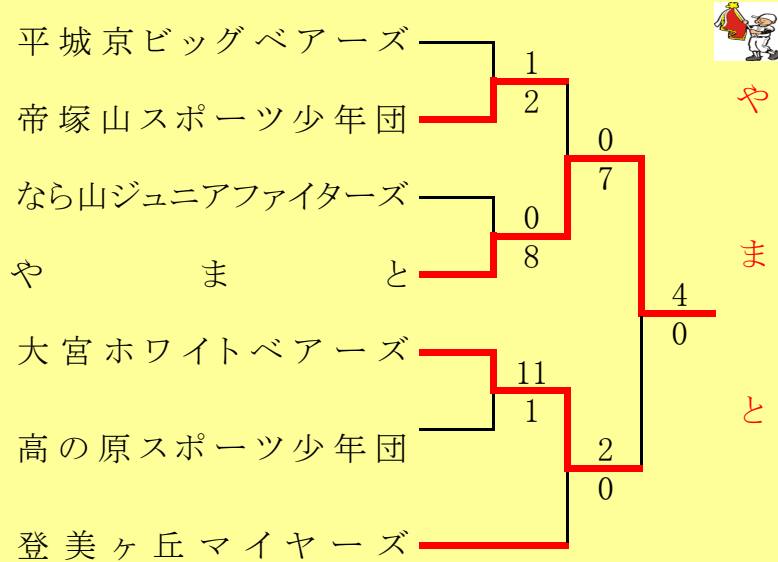 平城京ビッグベアーズ
1
2
帝塚山スポーツ少年団
0
7
なら山ジュニアファイターズ
0
8
やまと
4
0
大宮ホワイトベアーズ
11
1
高の原スポーツ少年団
2
0
登美ヶ丘マイヤーズ
やまと